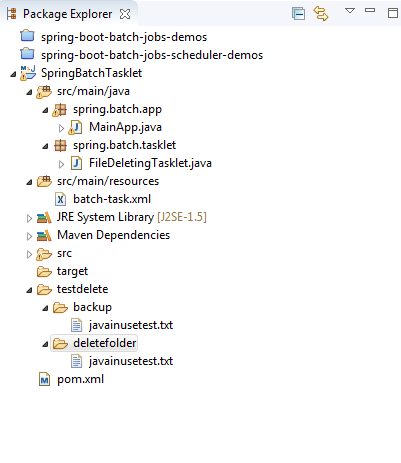 Package Explorer
spring-boot-batch-jobs-demos
spring-boot-batch-jobs-scheduler-demos
SpringBatchTasklet
src/main/java
spring.batch.app
MainApp.java
spring.batch.tasklet
FileDeletingTasklet.java
src/main/resources
batch-task.xml
JRE System Library [J2SE-1.5]
Maven Dependencies
src
target
testdelete
backup
javainusetest.txt
deletefolder
javainusetest.txt
pom.xml